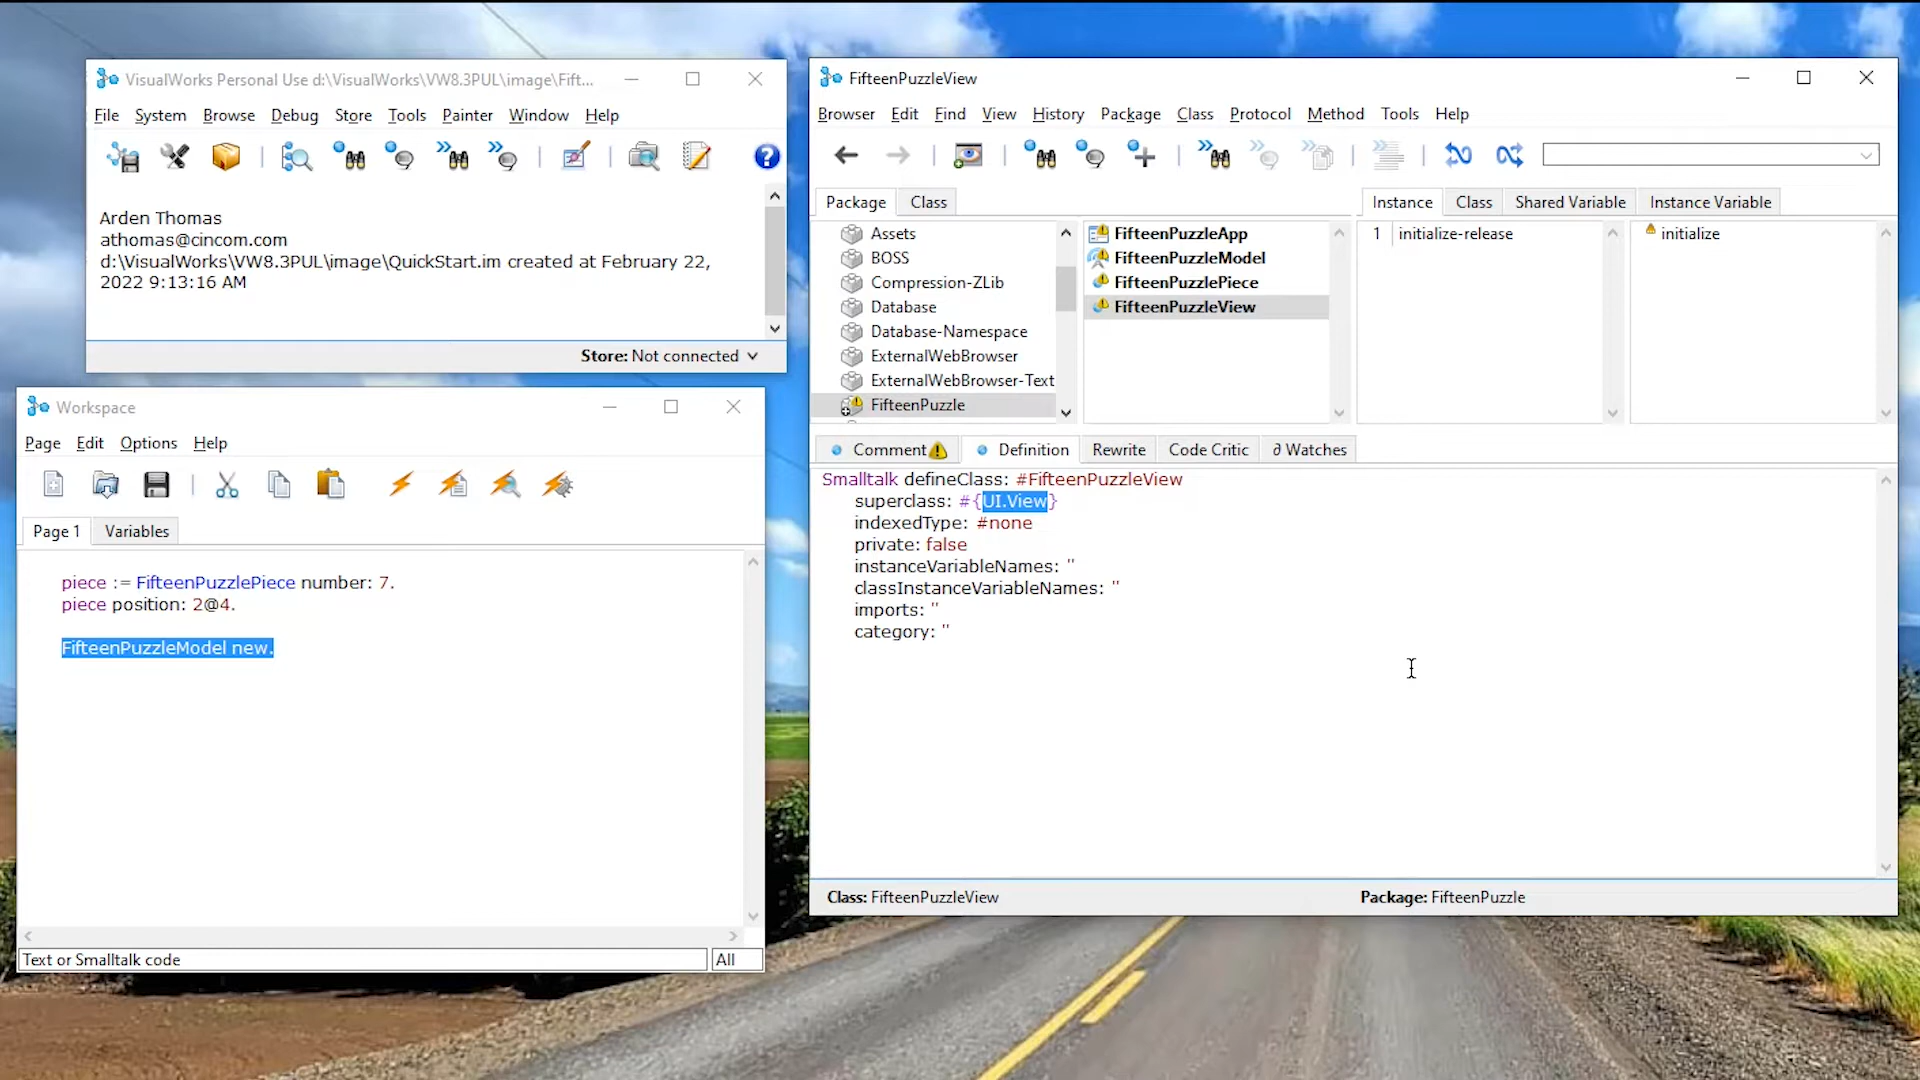 VisualWorks Personal Use d:\VisualWorks\VW8.3PUL\image\Fift...
File System Browse Debug Store Tools Painter Window Help
Arden Thomas
athomas@cincom.com
d:\VisualWorks\VW8.3PUL\image\QuickStart.im created at February 22,
2022 9:13:16 AM
Store: Not connected
Workspace
Page Edit Options Help
Page 1 Variables
piece := FifteenPuzzlePiece number: 7.
piece position: 2@4.
FifteenPuzzleModel new.
Text or Smalltalk code All
FifteenPuzzleView
Browser Edit Find View History Package Class Protocol Method Tools Help
Package Class
Instance Class Shared Variable Instance Variable
Assets
BOSS
Compression-ZLib
Database
Database-Namespace
ExternalWebBrowser
ExternalWebBrowser-Text
FifteenPuzzle
FifteenPuzzleApp
FifteenPuzzleModel
FifteenPuzzlePiece
FifteenPuzzleView
1 initialize-release
initialize
Comment Definition Rewrite Code Critic ∂ Watches
Smalltalk defineClass: #FifteenPuzzleView
superclass: #{UI.View}
indexedType: #none
private: false
instanceVariableNames: ''
classInstanceVariableNames: ''
imports: ''
category: ''
Class: FifteenPuzzleView Package: FifteenPuzzle